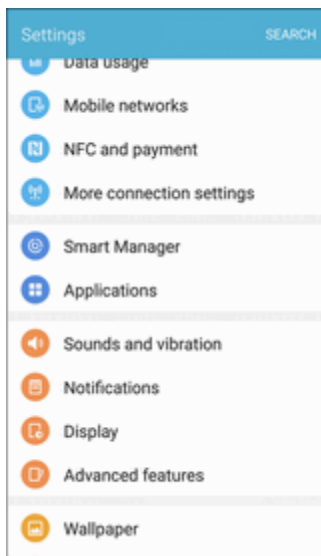 Settings SEARCH
Data usage
Mobile networks
NFC and payment
More connection settings
Smart Manager
Applications
Sounds and vibration
Notifications
Display
Advanced features
Wallpaper